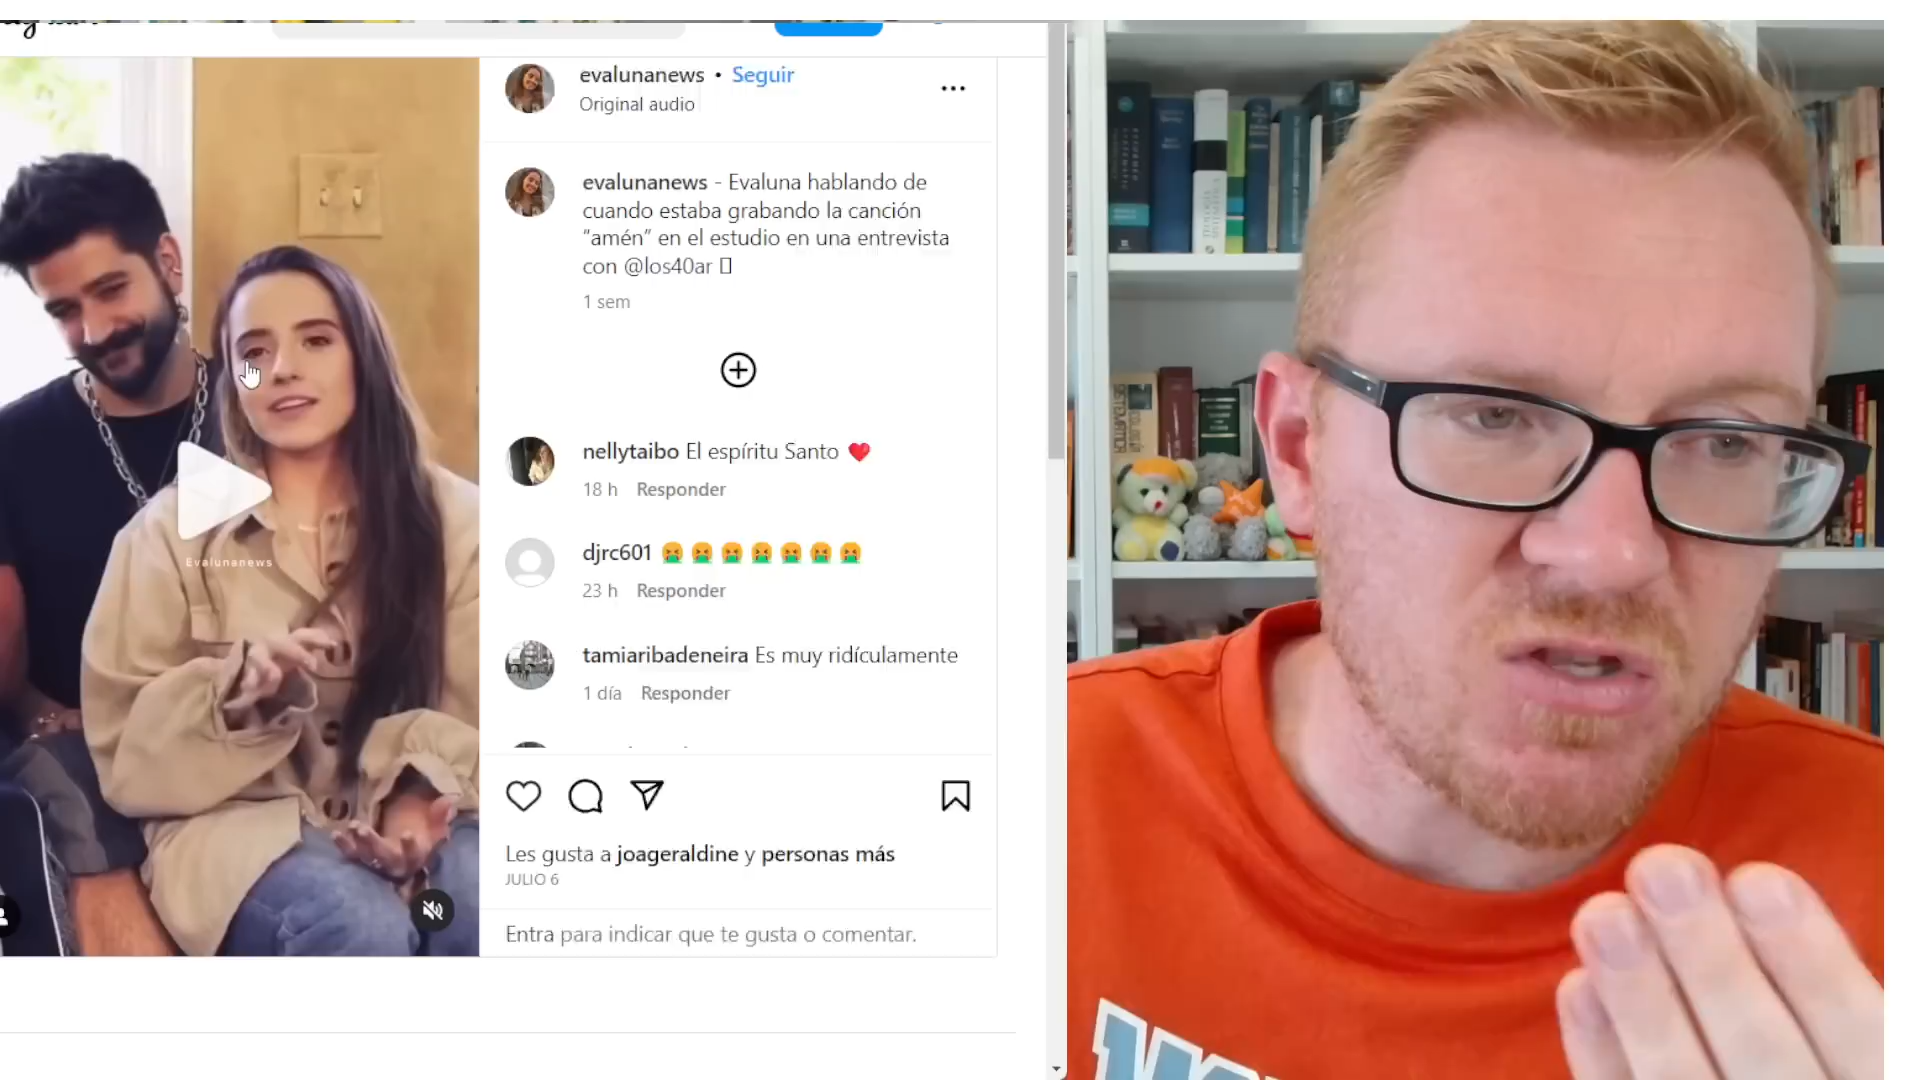 evalunanews • Seguir
Original audio
evalunanews - Evaluna hablando de
cuando estaba grabando la canción
“amén” en el estudio en una entrevista
con @los40ar
1 sem
nellytaibo El espíritu Santo ❤️
18 h Responder
djrc601 🤮🤮🤮🤮🤮🤮🤮
23 h Responder
tamiaribadeneira Es muy ridículamente
1 día Responder
Les gusta a joageraldine y personas más
JULIO 6
Entra para indicar que te gusta o comentar.
Evalunanews